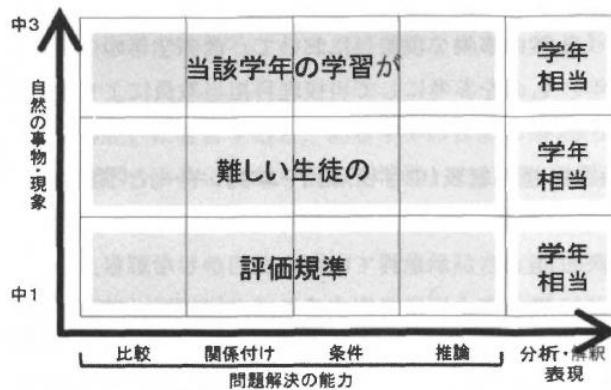 中3
自然の事物・現象
中1
当該学年の学習が
難しい生徒の
評価規準
学年
相当
学年
相当
学年
相当
比較
関係付け
条件
推論
分析・解釈
表現
問題解決の能力